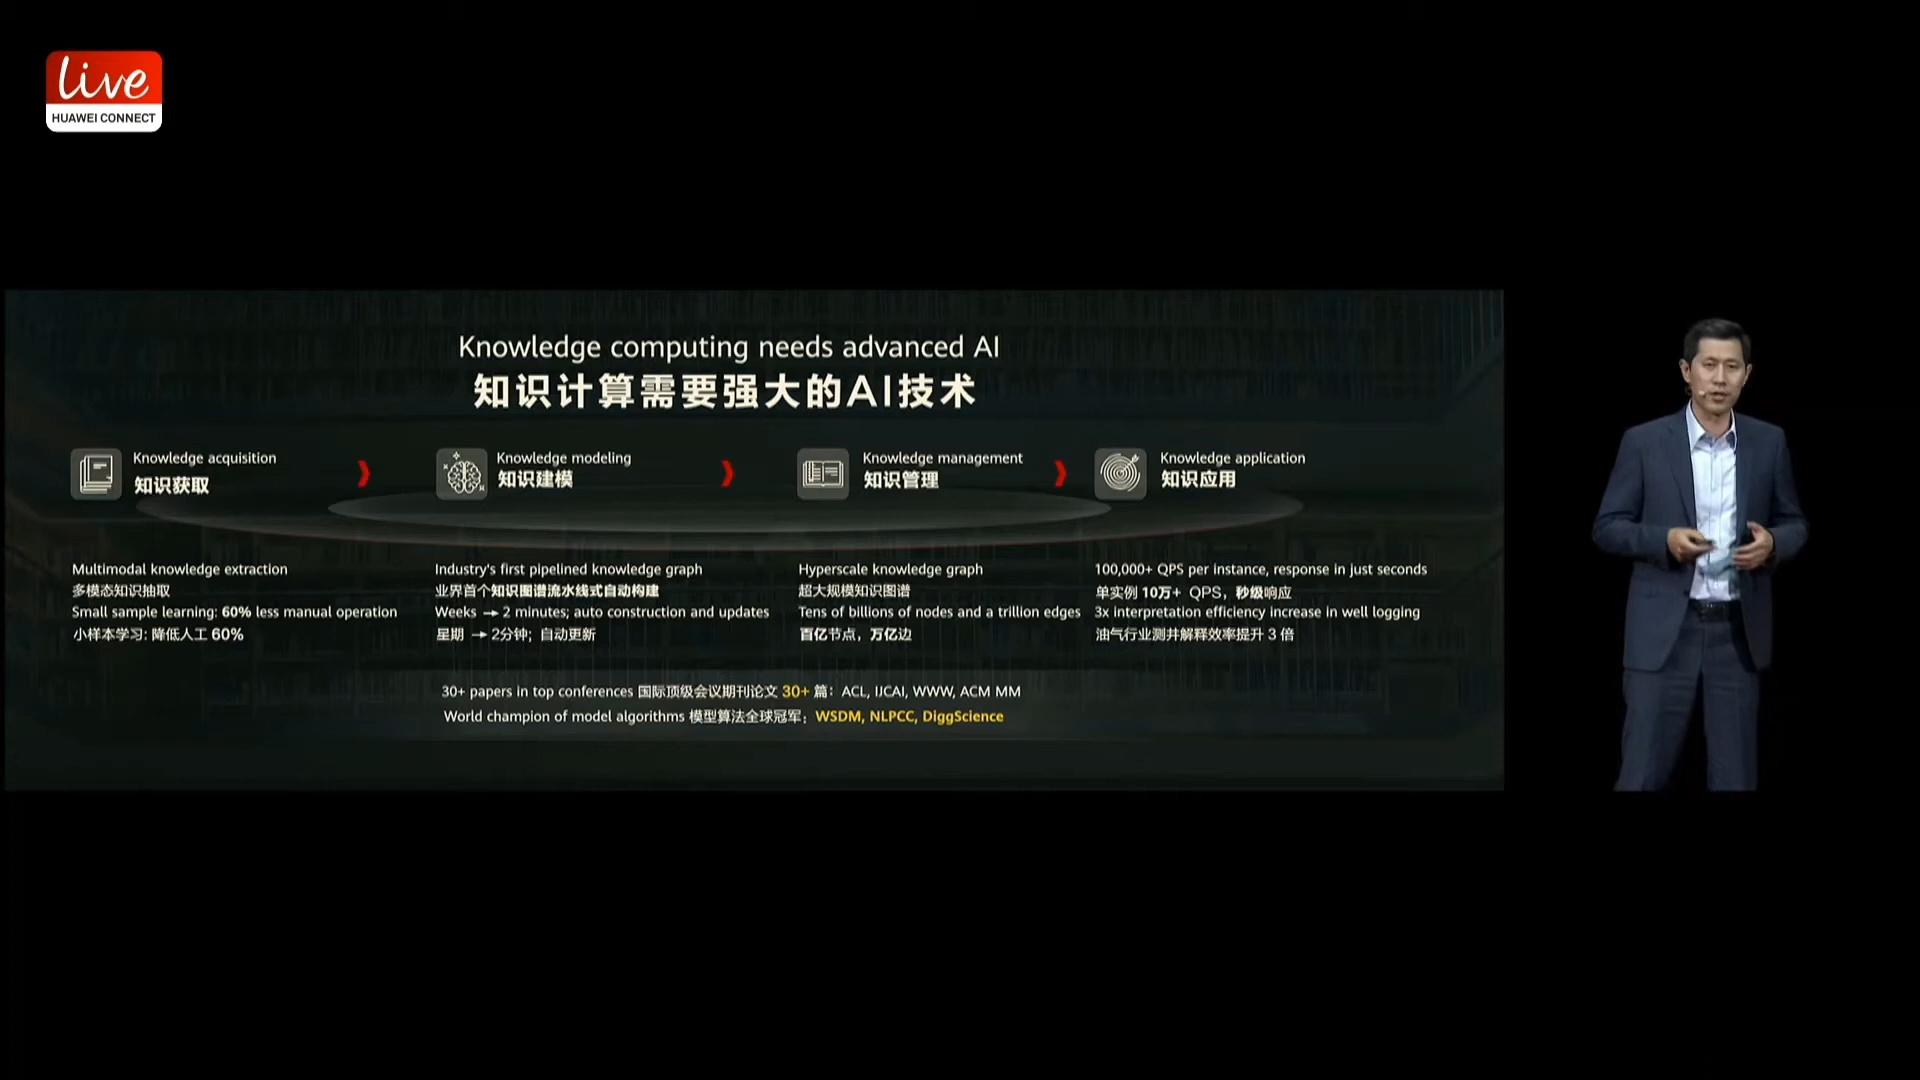 live
HUAWEI CONNECT
Knowledge computing needs advanced AI
知识计算需要强大的AI技术
Knowledge acquisition
知识获取
Knowledge modeling
知识建模
Knowledge management
知识管理
Knowledge application
知识应用
Multimodal knowledge extraction
多模态知识抽取
Small sample learning: 60% less manual operation
小样本学习: 降低人工 60%
Industry's first pipelined knowledge graph
业界首个知识图谱流水线式自动构建
Weeks → 2 minutes; auto construction and updates
星期 → 2分钟；自动更新
Hyperscale knowledge graph
超大规模知识图谱
Tens of billions of nodes and a trillion edges
百亿节点，万亿边
100,000+ QPS per instance, response in just seconds
单实例 10万+ QPS，秒级响应
3x interpretation efficiency increase in well logging
油气行业测井解释效率提升 3 倍
30+ papers in top conferences 国际顶级会议期刊论文 30+ 篇：ACL, IJCAI, WWW, ACM MM
World champion of model algorithms 模型算法全球冠军：WSDM, NLPCC, DiggScience